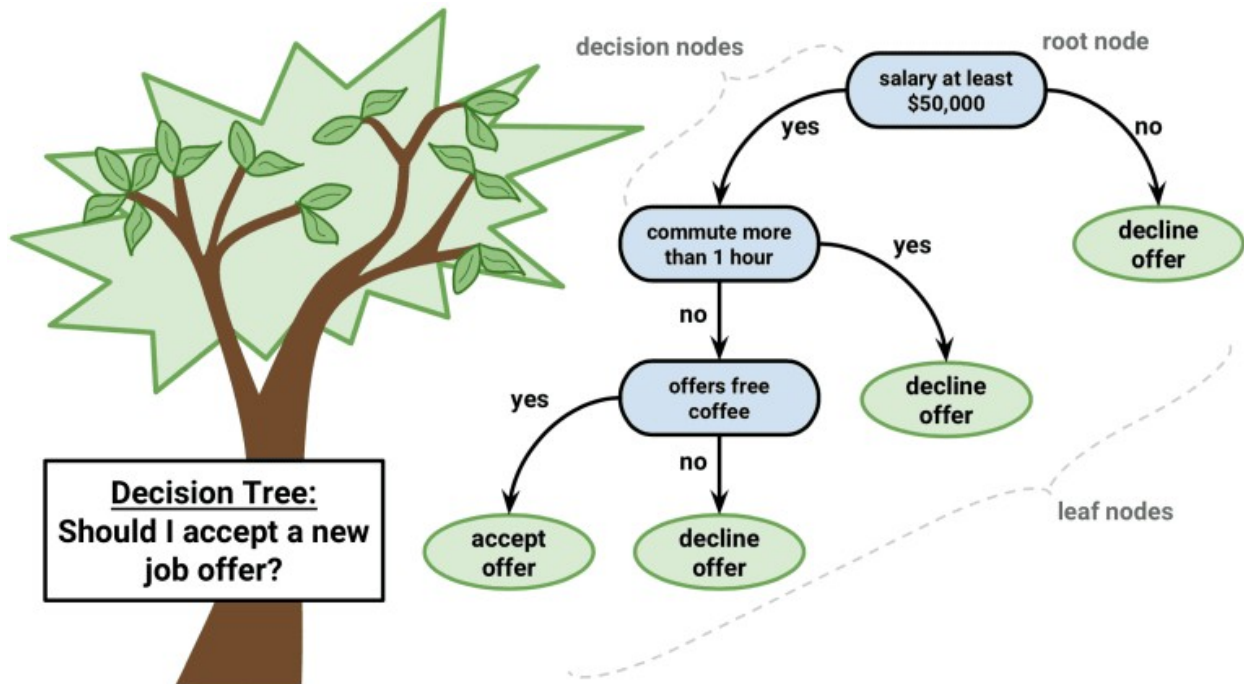 decision nodes
root node
salary at least
$50,000
yes
no
commute more
than 1 hour
yes
decline
offer
no
offers free
coffee
decline
offer
yes
no
accept
offer
decline
offer
leaf nodes
Decision Tree:
Should I accept a new
job offer?